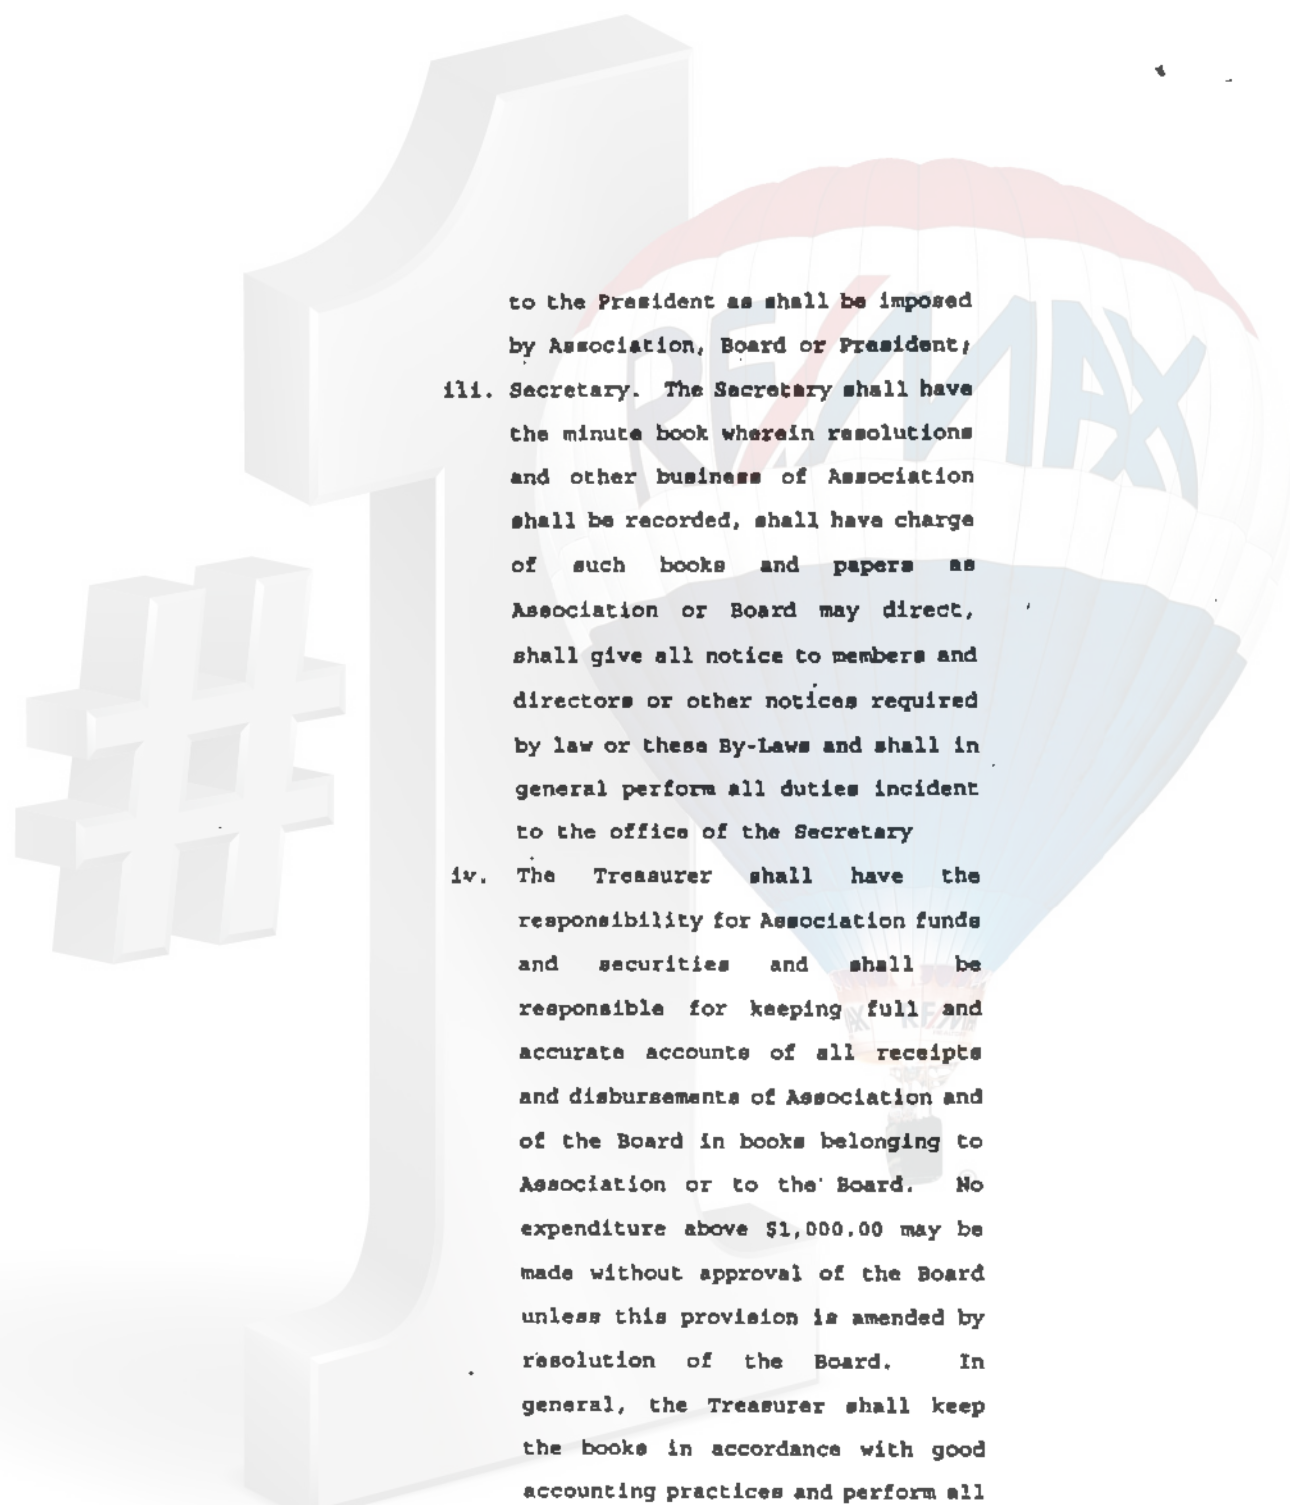 to the President as shall be imposed
by Association, Board or President;
iii. Secretary. The Secretary shall have
the minute book wherein resolutions
and other business of Association
shall be recorded, shall have charge
of such books and papers as
Association or Board may direct,
shall give all notice to members and
directors or other notices required
by law or these By-Laws and shall in
general perform all duties incident
to the office of the Secretary
iv. The Treasurer shall have the
responsibility for Association funds
and securities and shall be
responsible for keeping full and
accurate accounts of all receipts
and disbursements of Association and
of the Board in books belonging to
Association or to the Board. No
expenditure above $1,000.00 may be
made without approval of the Board
unless this provision is amended by
resolution of the Board. In
general, the Treasurer shall keep
the books in accordance with good
accounting practices and perform all
#1
RE/MAX